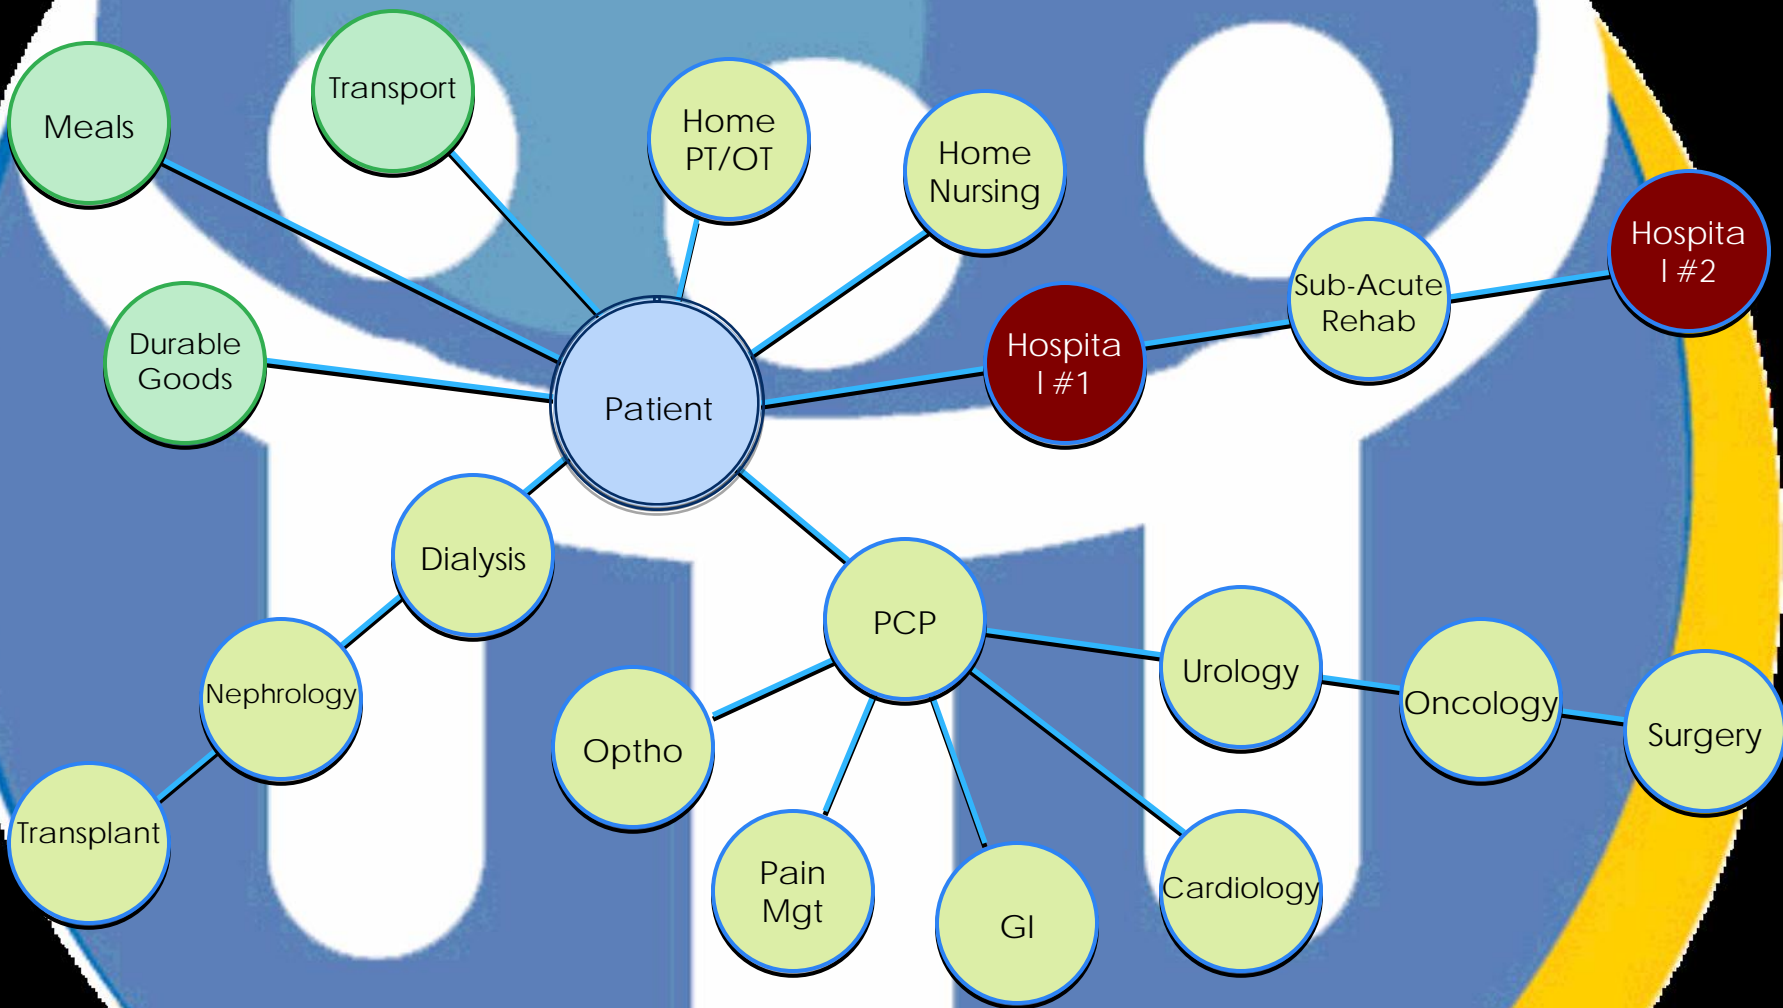 Meals
Transport
Home
PT/OT
Home
Nursing
Hospita
l #2
Sub-Acute
Rehab
Durable
Goods
Hospita
l #1
Patient
Dialysis
PCP
Nephrology
Urology
Oncology
Surgery
Optho
Transplant
Pain
Mgt
GI
Cardiology